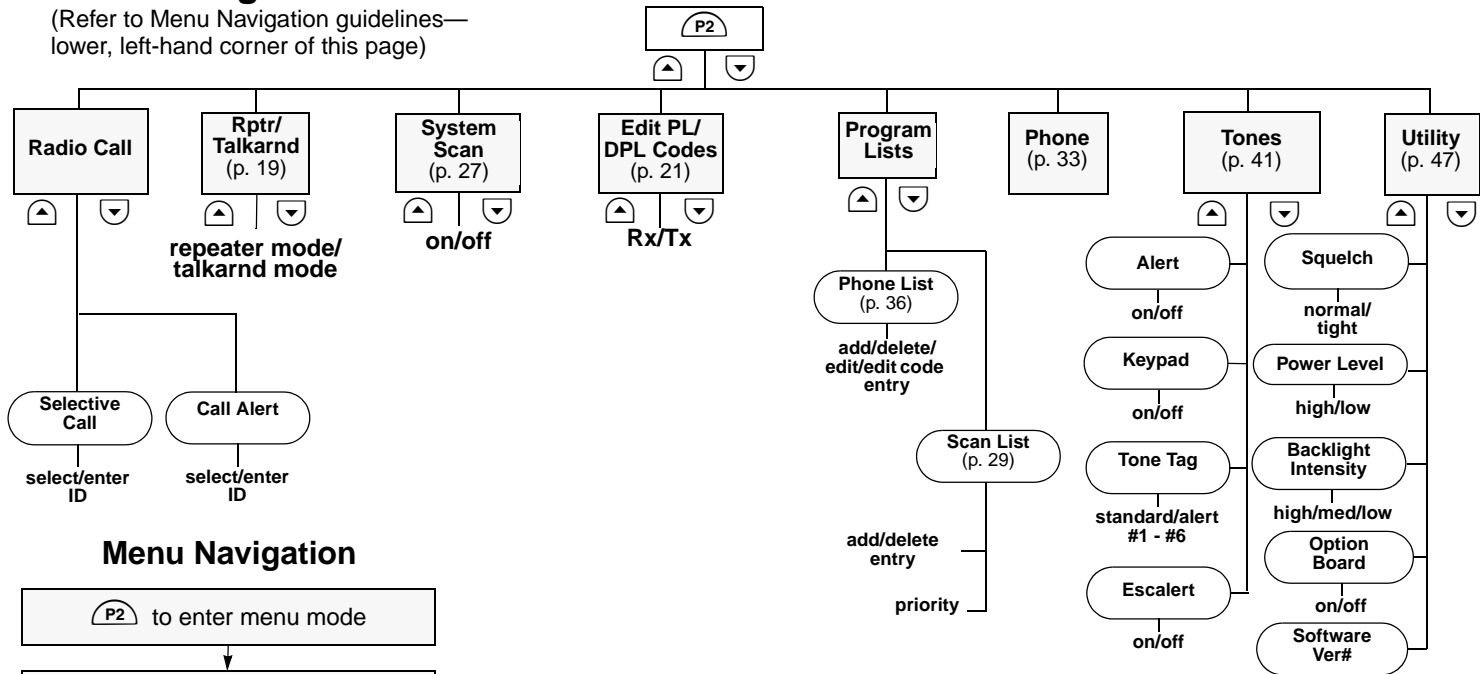 (Refer to Menu Navigation guidelines—
lower, left-hand corner of this page)
P2
Radio Call
Rptr/
Talkarnd
(p. 19)
System
Scan
(p. 27)
Edit PL/
DPL Codes
(p. 21)
Program
Lists
Phone
(p. 33)
Tones
(p. 41)
Utility
(p. 47)
repeater mode/
talkarnd mode
on/off
Rx/Tx
Selective
Call
select/enter
ID
Call Alert
select/enter
ID
Phone List
(p. 36)
add/delete/
edit/edit code
entry
Scan List
(p. 29)
add/delete
entry
priority
Alert
on/off
Keypad
on/off
Tone Tag
standard/alert
#1 - #6
Escalert
on/off
Squelch
normal/
tight
Power Level
high/low
Backlight
Intensity
high/med/low
Option
Board
on/off
Software
Ver#
Menu Navigation
P2 to enter menu mode